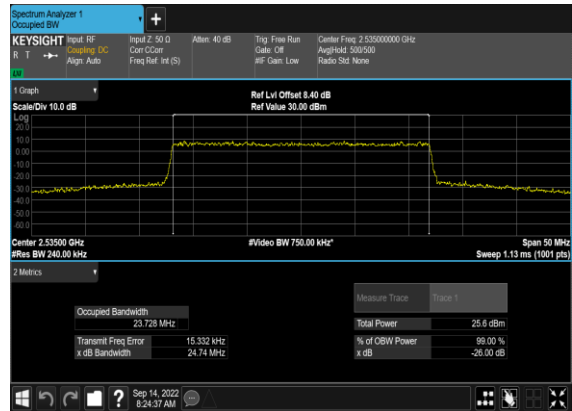 Spectrum Analyzer 1
Occupied BW
+
KEYSIGHT
R T
LW
Input: RF
Coupling: DC
Align: Auto
Input Z: 50 Ω
Corr CCorr
Freq Ref: Int (S)
Atten: 40 dB
Trig: Free Run
Gate: Off
#IF Gain: Low
Center Freq: 2.535000000 GHz
Avg|Hold: 500/500
Radio Std: None
1 Graph
Scale/Div 10.0 dB
Ref Lvl Offset 8.40 dB
Ref Value 30.00 dBm
Log
20.0
10.0
0.00
-10.0
-20.0
-30.0
-40.0
-50.0
-60.0
Center 2.53500 GHz
#Res BW 240.00 kHz
#Video BW 750.00 kHz*
Span 50 MHz
Sweep 1.13 ms (1001 pts)
2 Metrics
Measure Trace
Trace 1
Occupied Bandwidth
23.728 MHz
Total Power
25.6 dBm
Transmit Freq Error
15.332 kHz
% of OBW Power
99.00 %
x dB Bandwidth
24.74 MHz
x dB
-26.00 dB
?
Sep 14, 2022
8:24:37 AM